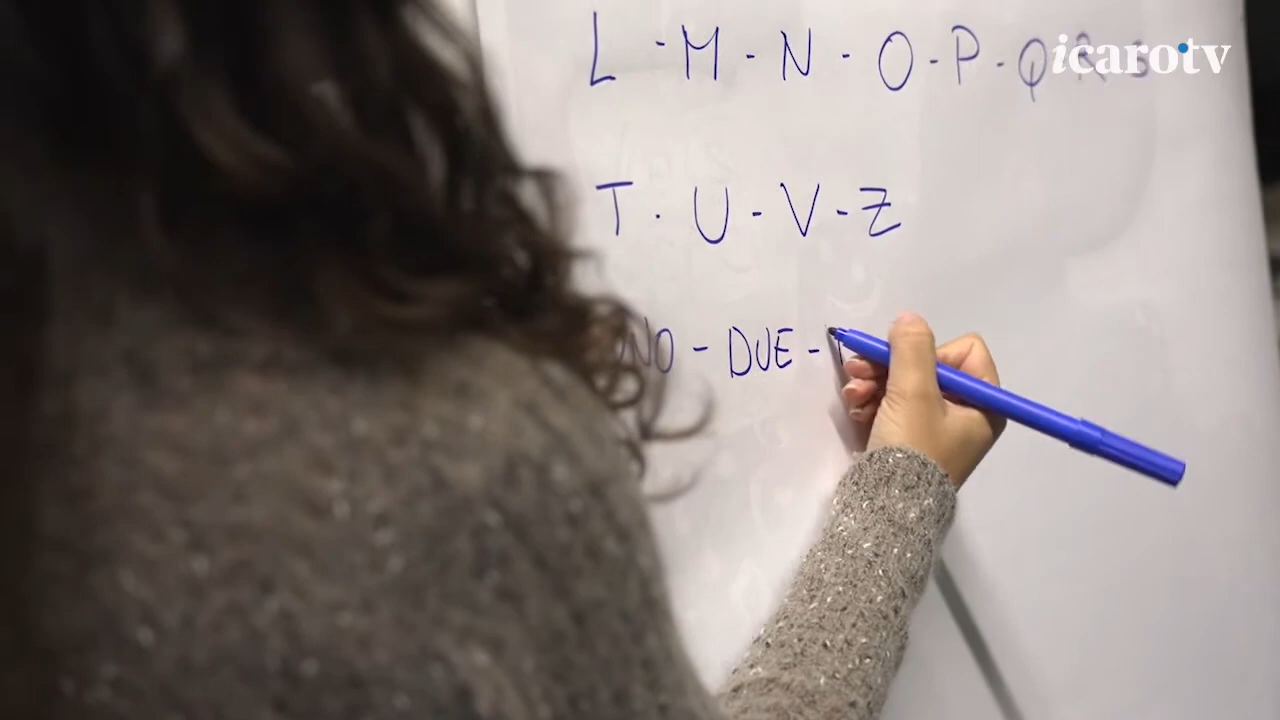 L - M - N - O - P - Q R S
icarotv
T - U - V - Z
NO - DUE -